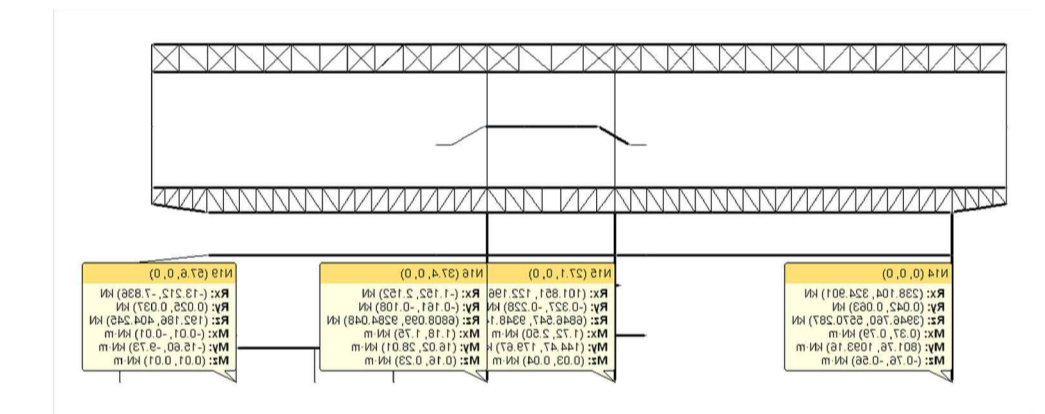 N19 (57.6, 0, 0)
Rx: (-13.212, -7.836) kN
Ry: (0.025, 0.037) kN
Rz: (192.186, 404.245) kN
Mx: (-0.01, -0.01) kN·m
My: (-15.60, -9.73) kN·m
Mz: (0.01, 0.01) kN·m
N16 (37.4, 0, 0)
Rx: (-1.152, 2.152) kN
Ry: (-0.161, -0.108) kN
Rz: (6808.099, 9284.048) kN
Mx: (1.18, 1.75) kN·m
My: (16.02, 28.01) kN·m
Mz: (0.16, 0.23) kN·m
N15 (27.1, 0, 0)
Rx: (101.851, 122.196
Ry: (-0.327, -0.226) kN
Rz: (6846.547, 9348.1
Mx: (1.72, 2.50) kN·m
My: (144.47, 179.67) k
Mz: (0.03, 0.04) kN·m
N14 (0, 0, 0)
Rx: (238.104, 324.901) kN
Ry: (0.042, 0.063) kN
Rz: (3946.760, 5570.287) kN
Mx: (0.37, 0.79) kN·m
My: (801.76, 1093.16) kN·m
Mz: (-0.76, -0.56) kN·m